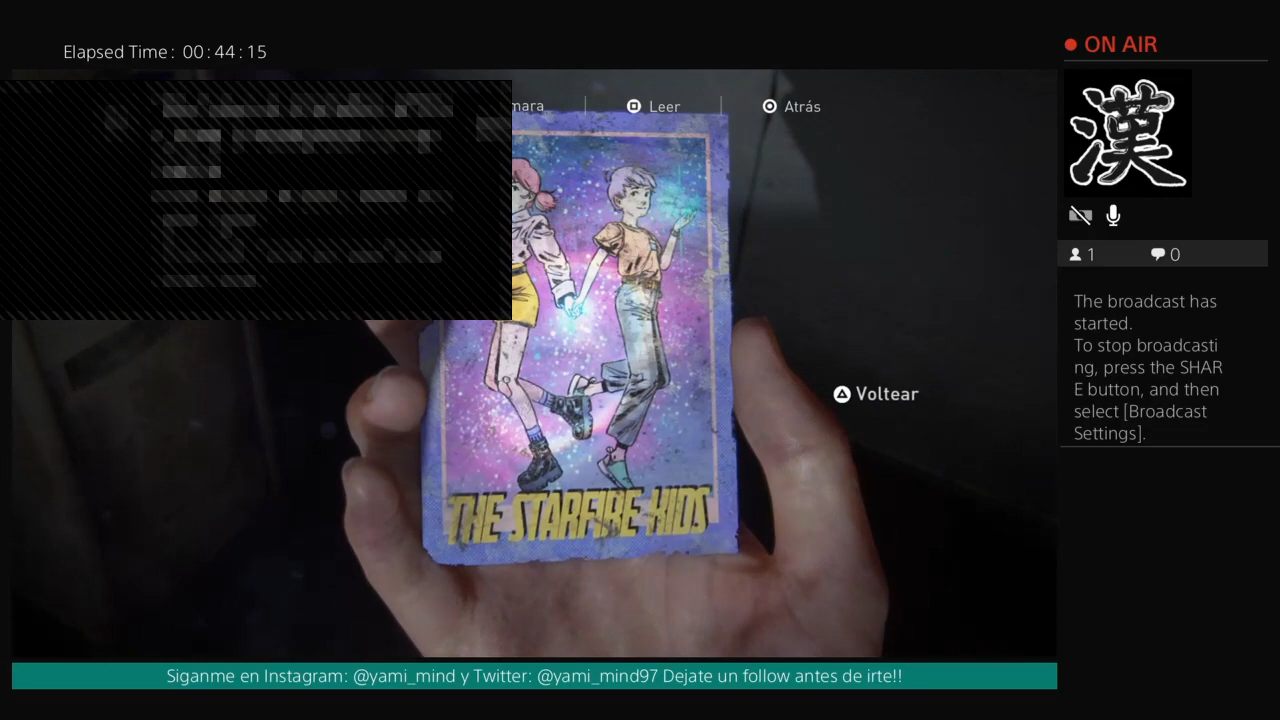 Elapsed Time: 00:44:15
ON AIR
Leer
Atrás
漢
1
0
The broadcast has
started.
To stop broadcasti
ng, press the SHAR
E button, and then
select [Broadcast
Settings].
Voltear
THE STARFIRE KIDS
Siganme en Instagram: @yami_mind y Twitter: @yami_mind97 Dejate un follow antes de irte!!